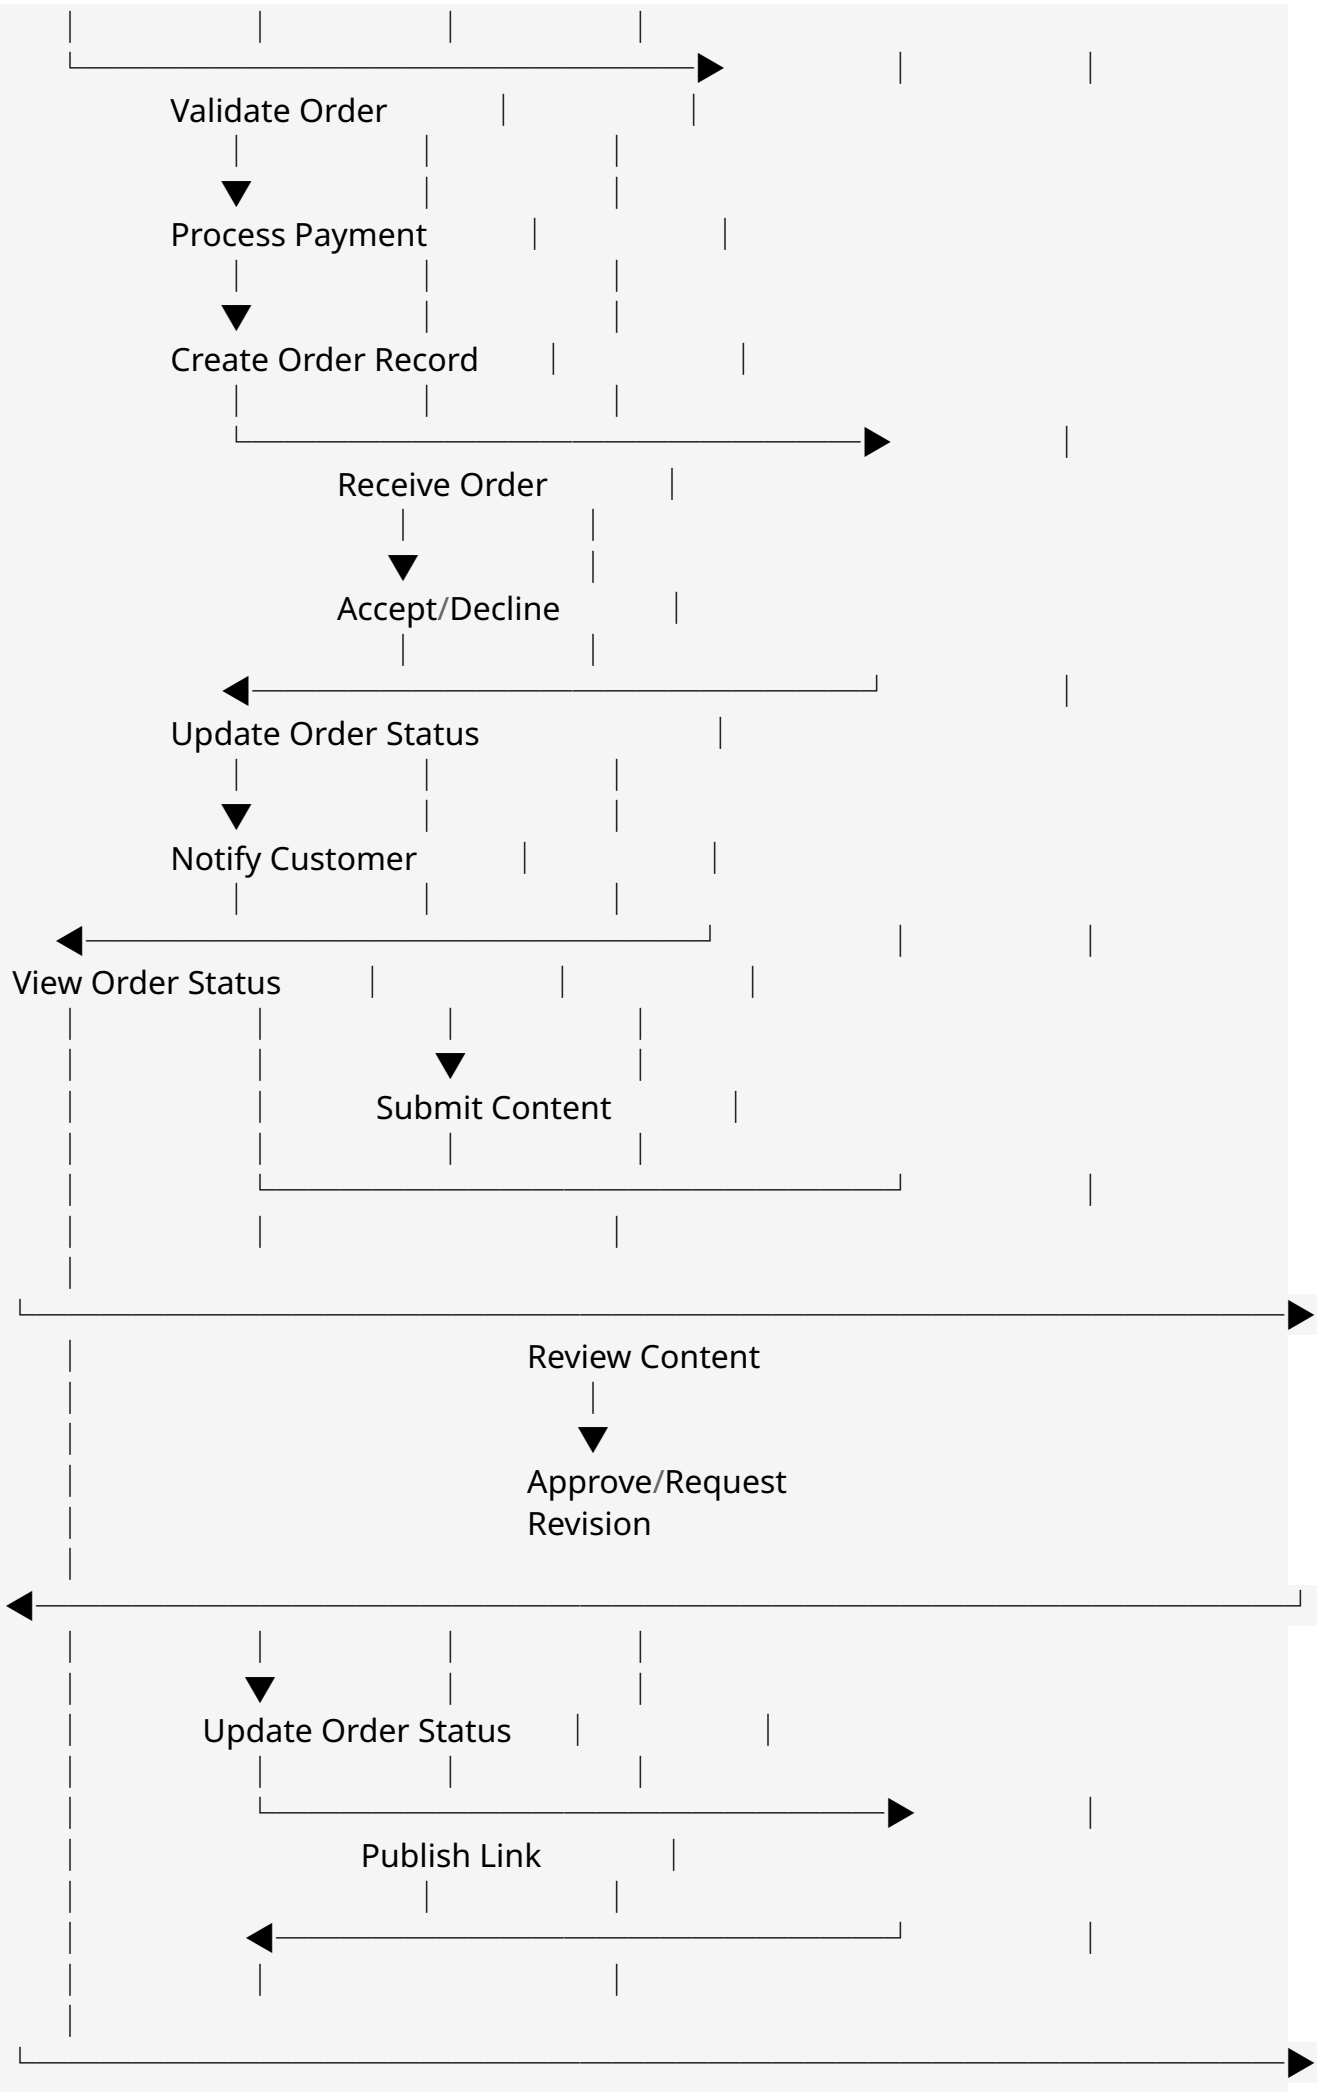 Validate Order
Process Payment
Create Order Record
Receive Order
Accept/Decline
Update Order Status
Notify Customer
View Order Status
Submit Content
Review Content
Approve/Request
Revision
Update Order Status
Publish Link